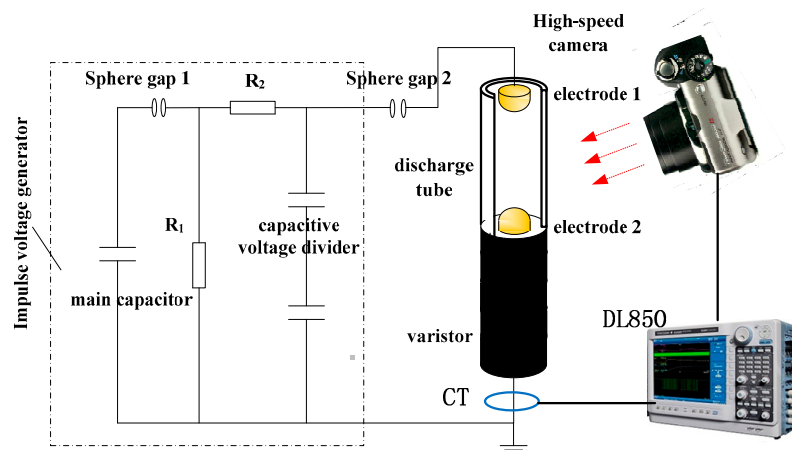 High-speed
camera
Sphere gap 1
R2
Sphere gap 2
electrode 1
discharge
tube
Impulse voltage generator
R1
capacitive
voltage divider
electrode 2
main capacitor
varistor
DL850
CT